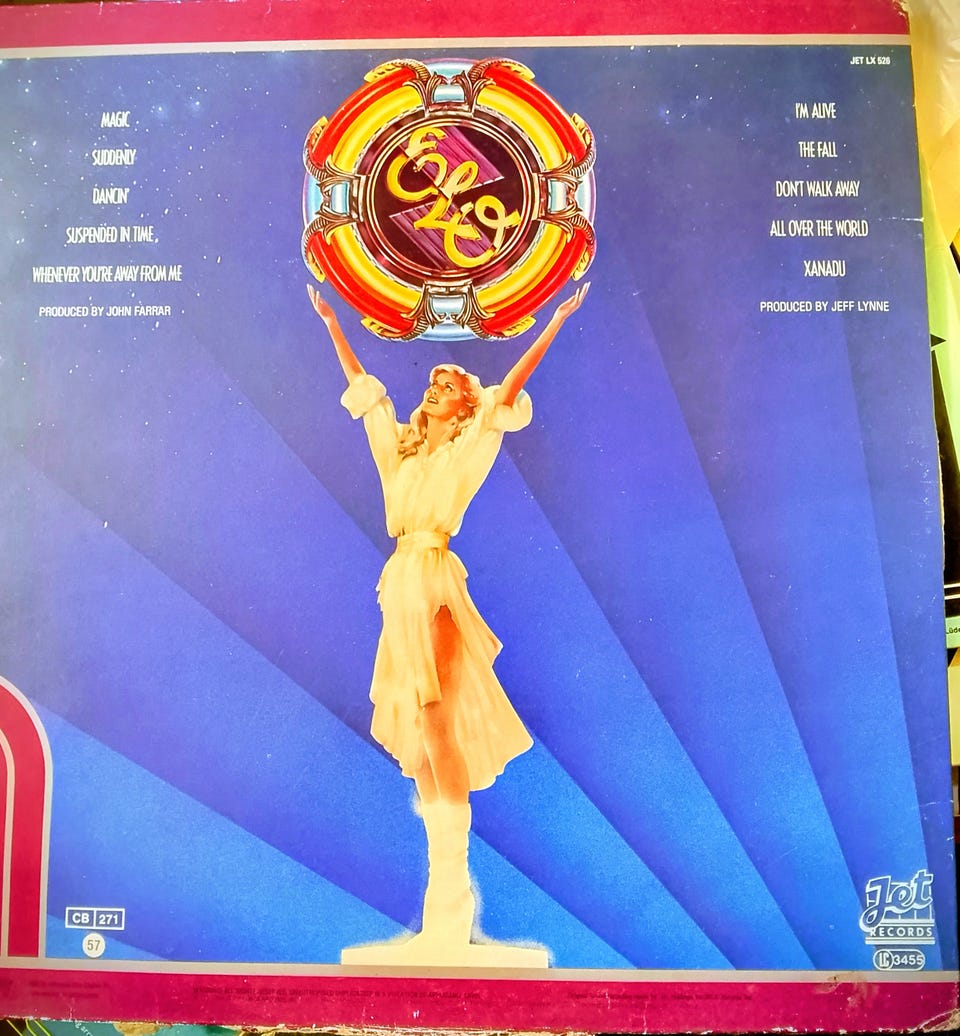 JET LX 526
MAGIC
SUDDENLY
DANCIN'
SUSPENDED IN TIME
WHENEVER YOU'RE AWAY FROM ME
PRODUCED BY JOHN FARRAR
ELO
I'M ALIVE
THE FALL
DON'T WALK AWAY
ALL OVER THE WORLD
XANADU
PRODUCED BY JEFF LYNNE
CB 271
57
Jet
RECORDS
LC 3455